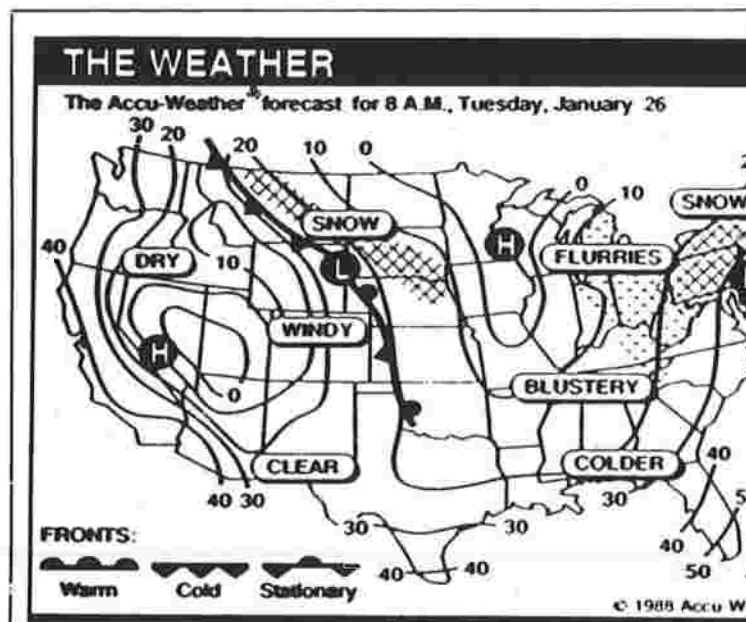 THE WEATHER
The Accu-Weather® forecast for 8 A.M., Tuesday, January 26
30 20 20 10 0 0 10
SNOW
SNOW
40
DRY
10
H
FLURRIES
L
WINDY
H
0
BLUSTERY
CLEAR
COLDER
40 30
30
40
30
30
40
40
40
50
FRONTS:
Warm Cold Stationary
© 1988 Accu W